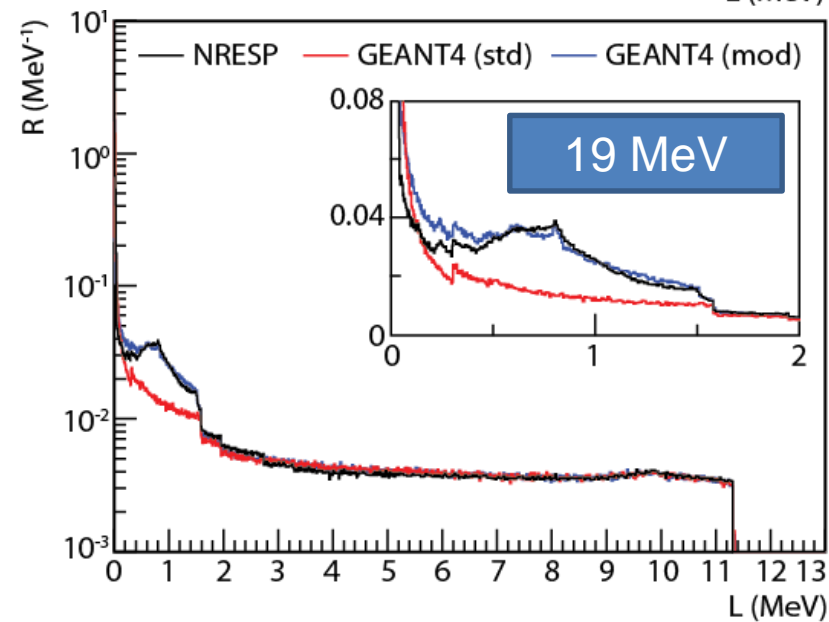 L (MeV)
R (MeV⁻¹)
10¹
NRESP GEANT4 (std) GEANT4 (mod)
0.08
19 MeV
10⁰
0.04
10⁻¹
0
0 1 2
10⁻²
10⁻³
0 1 2 3 4 5 6 7 8 9 10 11 12 13
L (MeV)